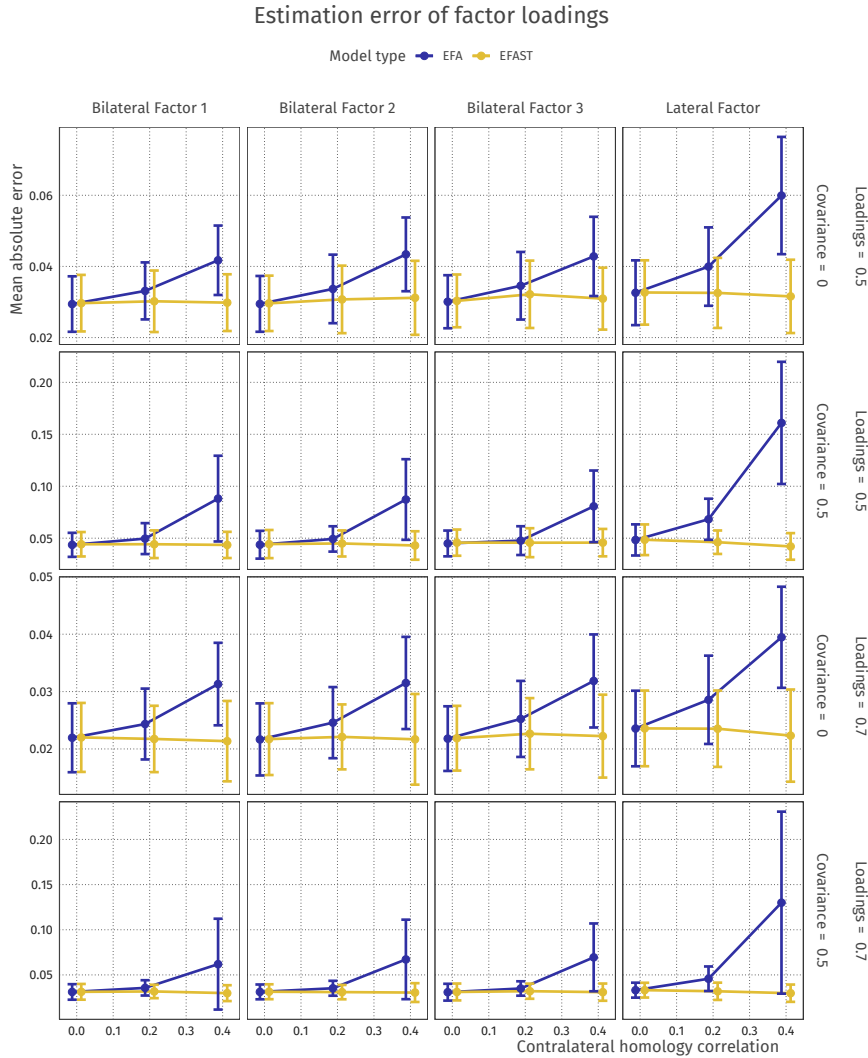 Estimation error of factor loadings
Model type EFA EFAST
Bilateral Factor 1 Bilateral Factor 2 Bilateral Factor 3 Lateral Factor
Mean absolute error
0.06
0.04
0.02
Loadings = 0.5
Covariance = 0
0.20
0.15
0.10
0.05
Loadings = 0.5
Covariance = 0.5
0.05
0.04
0.03
0.02
Loadings = 0.7
Covariance = 0
0.20
0.15
0.10
0.05
Loadings = 0.7
Covariance = 0.5
0.0 0.1 0.2 0.3 0.4 0.0 0.1 0.2 0.3 0.4 0.0 0.1 0.2 0.3 0.4 0.0 0.1 0.2 0.3 0.4
Contralateral homology correlation